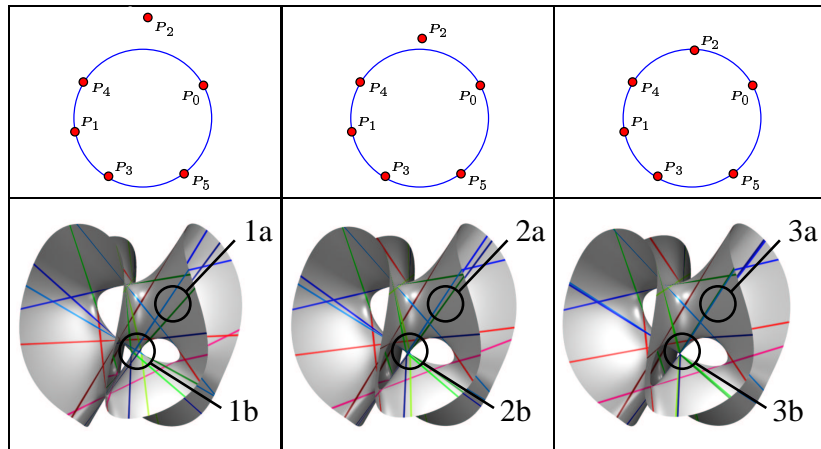 P₂
P₄
P₀
P₁
P₃
P₅
P₂
P₄
P₀
P₁
P₃
P₅
P₂
P₄
P₀
P₁
P₃
P₅
1a
1b
2a
2b
3a
3b